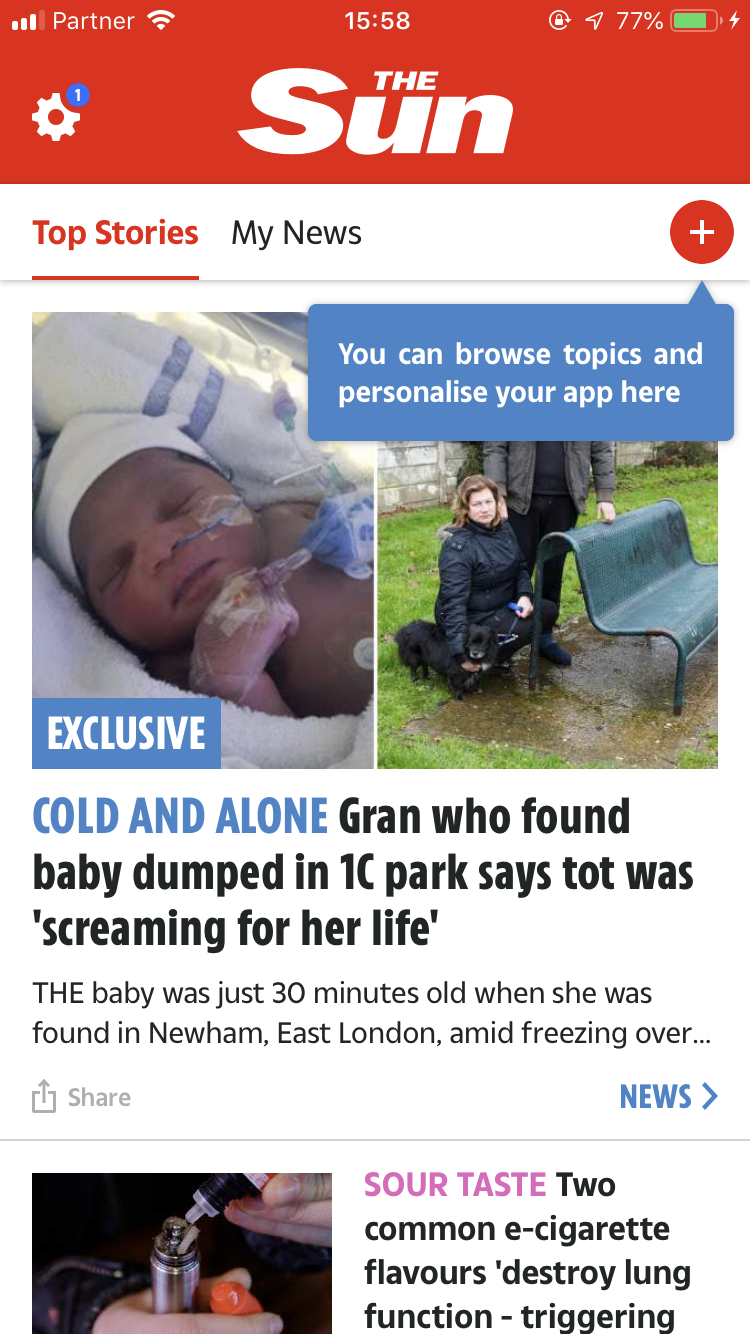 Partner 15:58 77%
1
THE
Sun
Top Stories My News +
You can browse topics and
personalise your app here
EXCLUSIVE
COLD AND ALONE Gran who found
baby dumped in 1C park says tot was
'screaming for her life'
THE baby was just 30 minutes old when she was
found in Newham, East London, amid freezing over...
Share NEWS
SOUR TASTE Two
common e-cigarette
flavours 'destroy lung
function - triggering